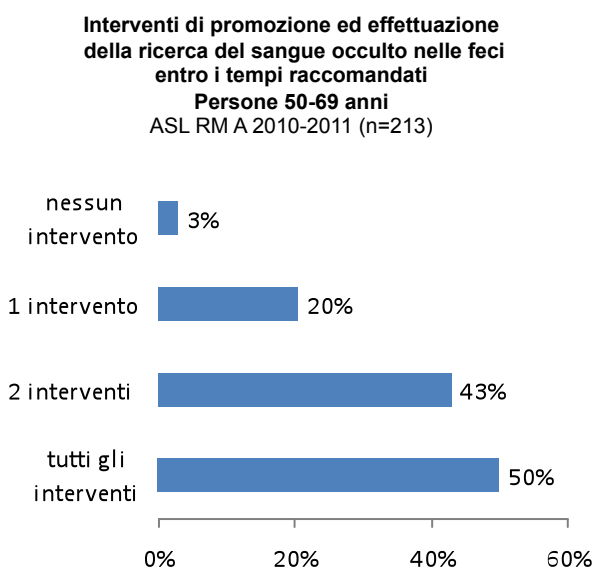 Interventi di promozione ed effettuazione
della ricerca del sangue occulto nelle feci
entro i tempi raccomandati
Persone 50-69 anni
ASL RM A 2010-2011 (n=213)
nessun
intervento
3%
1 intervento
20%
2 interventi
43%
tutti gli
interventi
50%
0%
20%
40%
60%